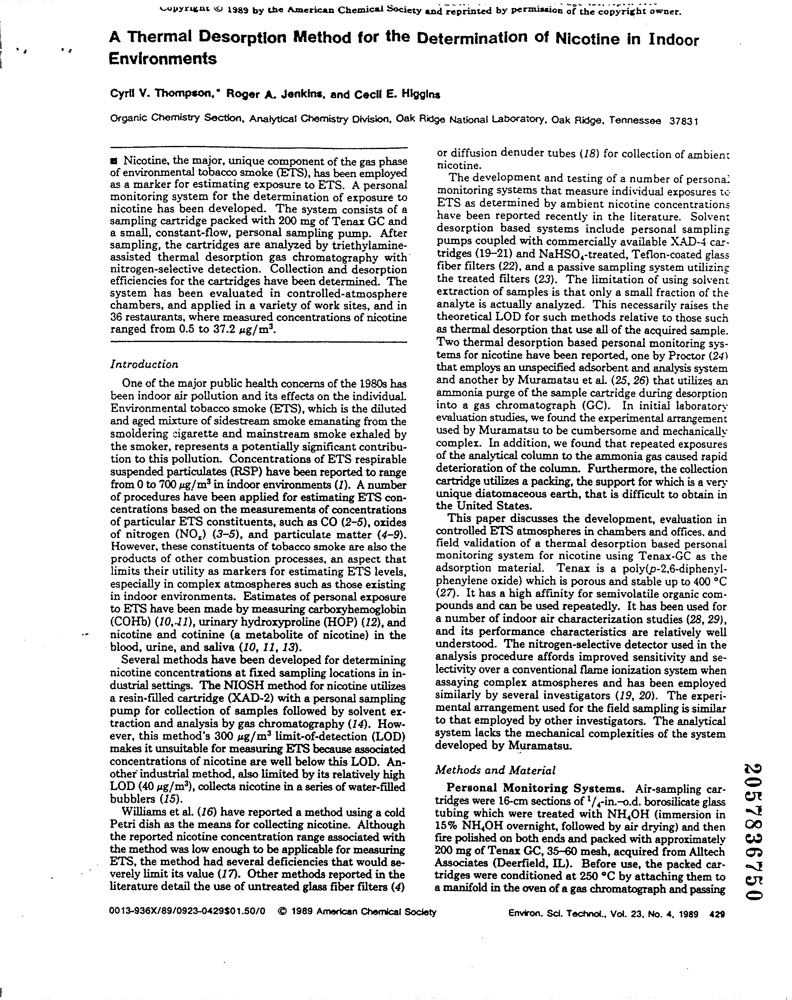 Copyright © 1989 by the American Chemical Society and reprinted by permission of the copyright owner.
A Thermal Desorption Method for the Determination of Nicotine in Indoor
Environments
Cyril V. Thompson,* Roger A. Jenkins, and Cecil E. Higgins
Organic Chemistry Section, Analytical Chemistry Division, Oak Ridge National Laboratory, Oak Ridge, Tennessee 37831
■ Nicotine, the major, unique component of the gas phase
of environmental tobacco smoke (ETS), has been employed
as a marker for estimating exposure to ETS. A personal
monitoring system for the determination of exposure to
nicotine has been developed. The system consists of a
sampling cartridge packed with 200 mg of Tenax GC and
a small, constant-flow, personal sampling pump. After
sampling, the cartridges are analyzed by triethylamine-
assisted thermal desorption gas chromatography with
nitrogen-selective detection. Collection and desorption
efficiencies for the cartridges have been determined. The
system has been evaluated in controlled-atmosphere
chambers, and applied in a variety of work sites, and in
36 restaurants, where measured concentrations of nicotine
ranged from 0.5 to 37.2 μg/m³.
Introduction
One of the major public health concerns of the 1980s has
been indoor air pollution and its effects on the individual.
Environmental tobacco smoke (ETS), which is the diluted
and aged mixture of sidestream smoke emanating from the
smoldering cigarette and mainstream smoke exhaled by
the smoker, represents a potentially significant contribu-
tion to this pollution. Concentrations of ETS respirable
suspended particulates (RSP) have been reported to range
from 0 to 700 μg/m³ in indoor environments (1). A number
of procedures have been applied for estimating ETS con-
centrations based on the measurements of concentrations
of particular ETS constituents, such as CO (2–5), oxides
of nitrogen (NOx) (3–5), and particulate matter (4–9).
However, these constituents of tobacco smoke are also the
products of other combustion processes, an aspect that
limits their utility as markers for estimating ETS levels,
especially in complex atmospheres such as those existing
in indoor environments. Estimates of personal exposure
to ETS have been made by measuring carboxyhemoglobin
(COHb) (10, 11), urinary hydroxyproline (HOP) (12), and
nicotine and cotinine (a metabolite of nicotine) in the
blood, urine, and saliva (10, 11, 13).
Several methods have been developed for determining
nicotine concentrations at fixed sampling locations in in-
dustrial settings. The NIOSH method for nicotine utilizes
a resin-filled cartridge (XAD-2) with a personal sampling
pump for collection of samples followed by solvent ex-
traction and analysis by gas chromatography (14). How-
ever, this method's 300 μg/m³ limit-of-detection (LOD)
makes it unsuitable for measuring ETS because associated
concentrations of nicotine are well below this LOD. An-
other industrial method, also limited by its relatively high
LOD (40 μg/m³), collects nicotine in a series of water-filled
bubblers (15).
Williams et al. (16) have reported a method using a cold
Petri dish as the means for collecting nicotine. Although
the reported nicotine concentration range associated with
the method was low enough to be applicable for measuring
ETS, the method had several deficiencies that would se-
verely limit its value (17). Other methods reported in the
literature detail the use of untreated glass fiber filters (4)
or diffusion denuder tubes (18) for collection of ambient
nicotine.
The development and testing of a number of personal
monitoring systems that measure individual exposures to
ETS as determined by ambient nicotine concentrations
have been reported recently in the literature. Solvent
desorption based systems include personal sampling
pumps coupled with commercially available XAD-4 car-
tridges (19–21) and NaHSO₄-treated, Teflon-coated glass
fiber filters (22), and a passive sampling system utilizing
the treated filters (23). The limitation of using solvent
extraction of samples is that only a small fraction of the
analyte is actually analyzed. This necessarily raises the
theoretical LOD for such methods relative to those such
as thermal desorption that use all of the acquired sample.
Two thermal desorption based personal monitoring sys-
tems for nicotine have been reported, one by Proctor (24)
that employs an unspecified adsorbent and analysis system
and another by Muramatsu et al. (25, 26) that utilizes an
ammonia purge of the sample cartridge during desorption
into a gas chromatograph (GC). In initial laboratory
evaluation studies, we found the experimental arrangement
used by Muramatsu to be cumbersome and mechanically
complex. In addition, we found that repeated exposures
of the analytical column to the ammonia gas caused rapid
deterioration of the column. Furthermore, the collection
cartridge utilizes a packing, the support for which is a very
unique diatomaceous earth, that is difficult to obtain in
the United States.
This paper discusses the development, evaluation in
controlled ETS atmospheres in chambers and offices, and
field validation of a thermal desorption based personal
monitoring system for nicotine using Tenax-GC as the
adsorption material. Tenax is a poly(p-2,6-diphenyl-
phenylene oxide) which is porous and stable up to 400 °C
(27). It has a high affinity for semivolatile organic com-
pounds and can be used repeatedly. It has been used for
a number of indoor air characterization studies (28, 29),
and its performance characteristics are relatively well
understood. The nitrogen-selective detector used in the
analysis procedure affords improved sensitivity and se-
lectivity over a conventional flame ionization system when
assaying complex atmospheres and has been employed
similarly by several investigators (19, 20). The experi-
mental arrangement used for the field sampling is similar
to that employed by other investigators. The analytical
system lacks the mechanical complexities of the system
developed by Muramatsu.
Methods and Material
Personal Monitoring Systems. Air-sampling car-
tridges were 16-cm sections of ¹/₄-in.-o.d. borosilicate glass
tubing which were treated with NH₄OH (immersion in
15% NH₄OH overnight, followed by air drying) and then
fire polished on both ends and packed with approximately
200 mg of Tenax GC, 35–60 mesh, acquired from Alltech
Associates (Deerfield, IL). Before use, the packed car-
tridges were conditioned at 250 °C by attaching them to
a manifold in the oven of a gas chromatograph and passing
0013-936X/89/0923-0429$01.50/0 © 1989 American Chemical Society
Environ. Sci. Technol., Vol. 23, No. 4, 1989 429
2057836750